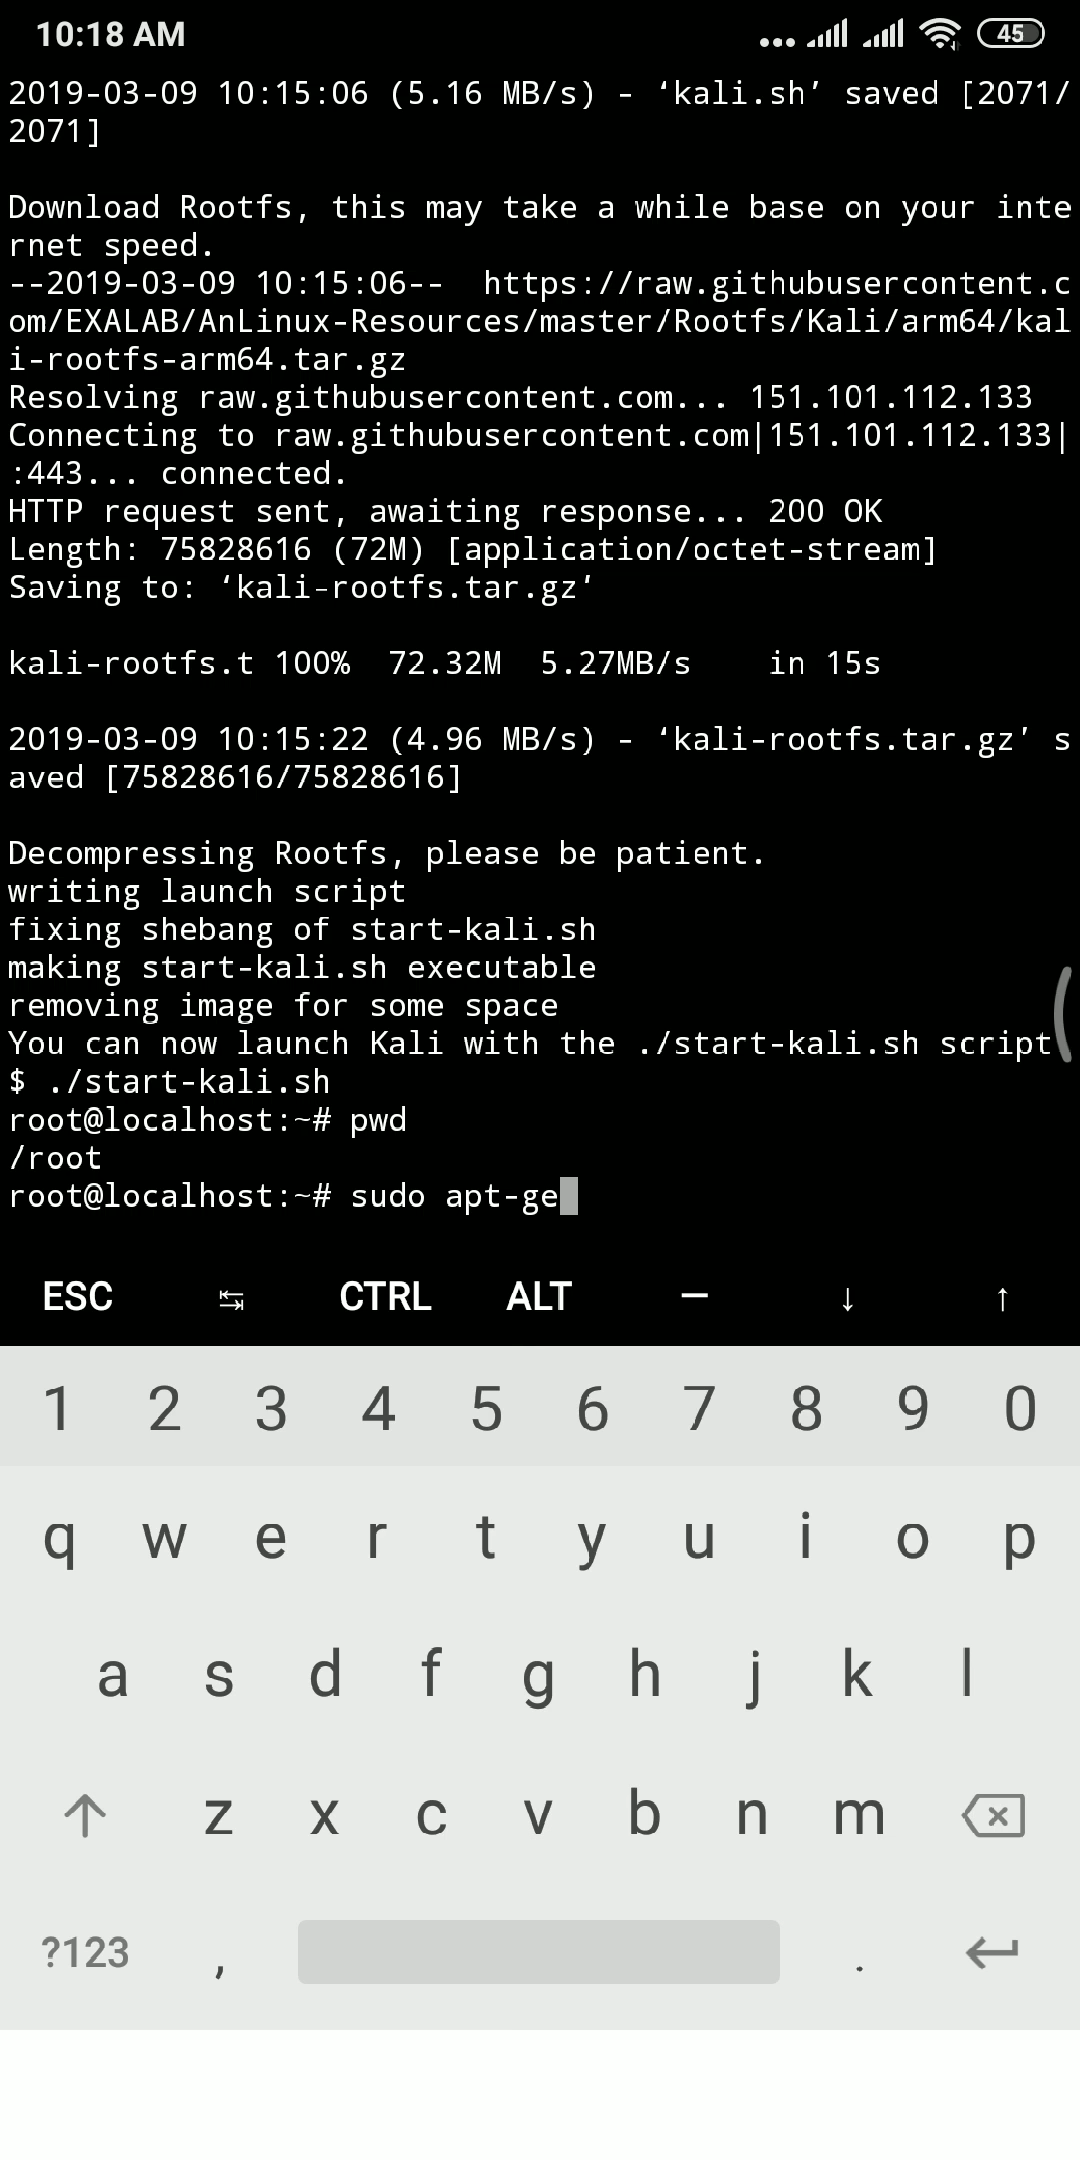 10:18 AM
45
2019-03-09 10:15:06 (5.16 MB/s) - ‘kali.sh’ saved [2071/
2071]
Download Rootfs, this may take a while base on your inte
rnet speed.
--2019-03-09 10:15:06--  https://raw.githubusercontent.c
om/EXALAB/AnLinux-Resources/master/Rootfs/Kali/arm64/kal
i-rootfs-arm64.tar.gz
Resolving raw.githubusercontent.com... 151.101.112.133
Connecting to raw.githubusercontent.com|151.101.112.133|
:443... connected.
HTTP request sent, awaiting response... 200 OK
Length: 75828616 (72M) [application/octet-stream]
Saving to: ‘kali-rootfs.tar.gz’
kali-rootfs.t 100%  72.32M  5.27MB/s    in 15s
2019-03-09 10:15:22 (4.96 MB/s) - ‘kali-rootfs.tar.gz’ s
aved [75828616/75828616]
Decompressing Rootfs, please be patient.
writing launch script
fixing shebang of start-kali.sh
making start-kali.sh executable
removing image for some space
You can now launch Kali with the ./start-kali.sh script
$ ./start-kali.sh
root@localhost:~# pwd
/root
root@localhost:~# sudo apt-ge
ESC ↹ CTRL ALT — ↓ ↑
1 2 3 4 5 6 7 8 9 0
q w e r t y u i o p
a s d f g h j k l
z x c v b n m
?123 , .